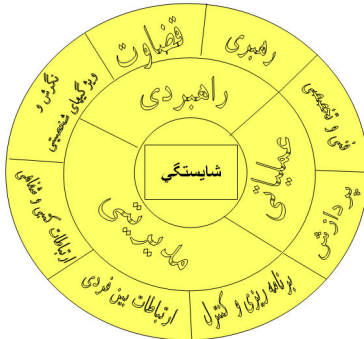 شايستگي
راهبردی
عملیاتی
مدیریتی
قضاوت
رهبری
فنی و تخصصی
پردازش
برنامه ریزی و کنترل
ارتباطات بین فردی
ارتباطات کتبی و شفاهی
نگرش و
ویژگیهای شخصیتی